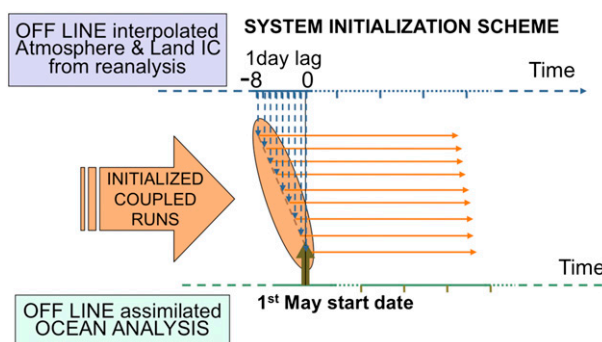 OFF LINE interpolated
Atmosphere & Land IC
from reanalysis
SYSTEM INITIALIZATION SCHEME
1day lag
-8 0
Time
INITIALIZED
COUPLED
RUNS
Time
1st May start date
OFF LINE assimilated
OCEAN ANALYSIS